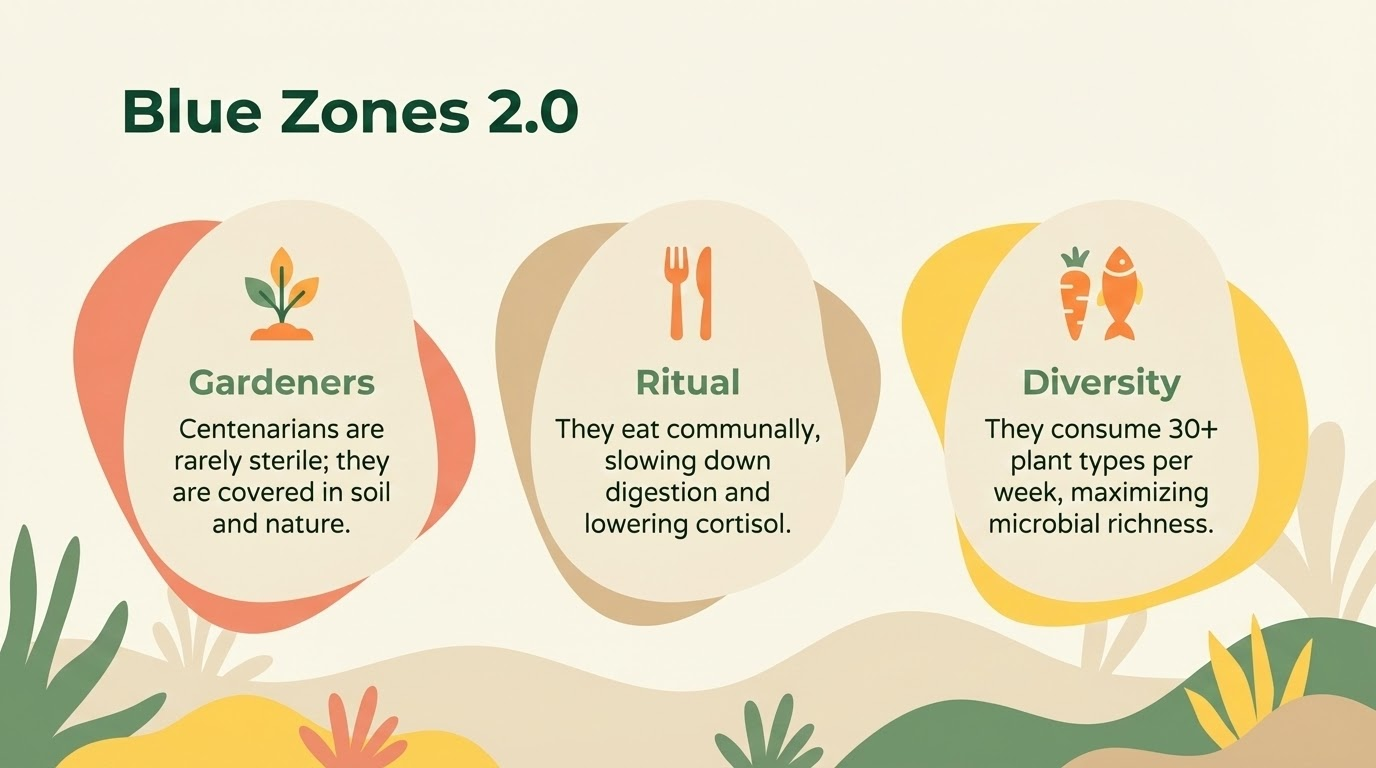 Blue Zones 2.0
Gardeners
Centenarians are
rarely sterile; they
are covered in soil
and nature.
Ritual
They eat communally,
slowing down
digestion and
lowering cortisol.
Diversity
They consume 30+
plant types per
week, maximizing
microbial richness.